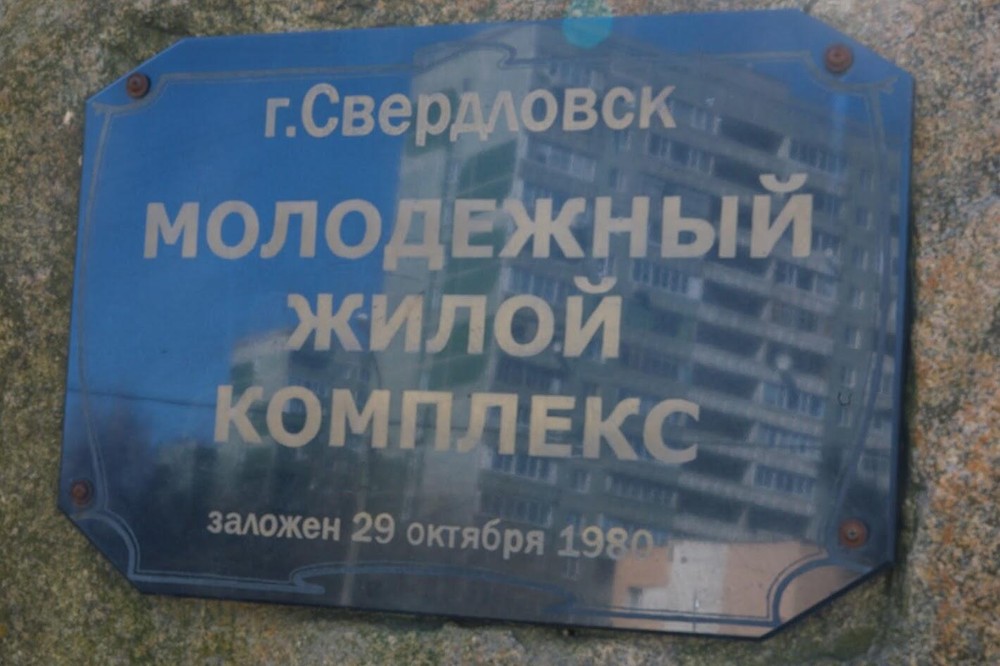 г.Свердловск
МОЛОДЕЖНЫЙ
ЖИЛОЙ
КОМПЛЕКС
заложен 29 октября 1980